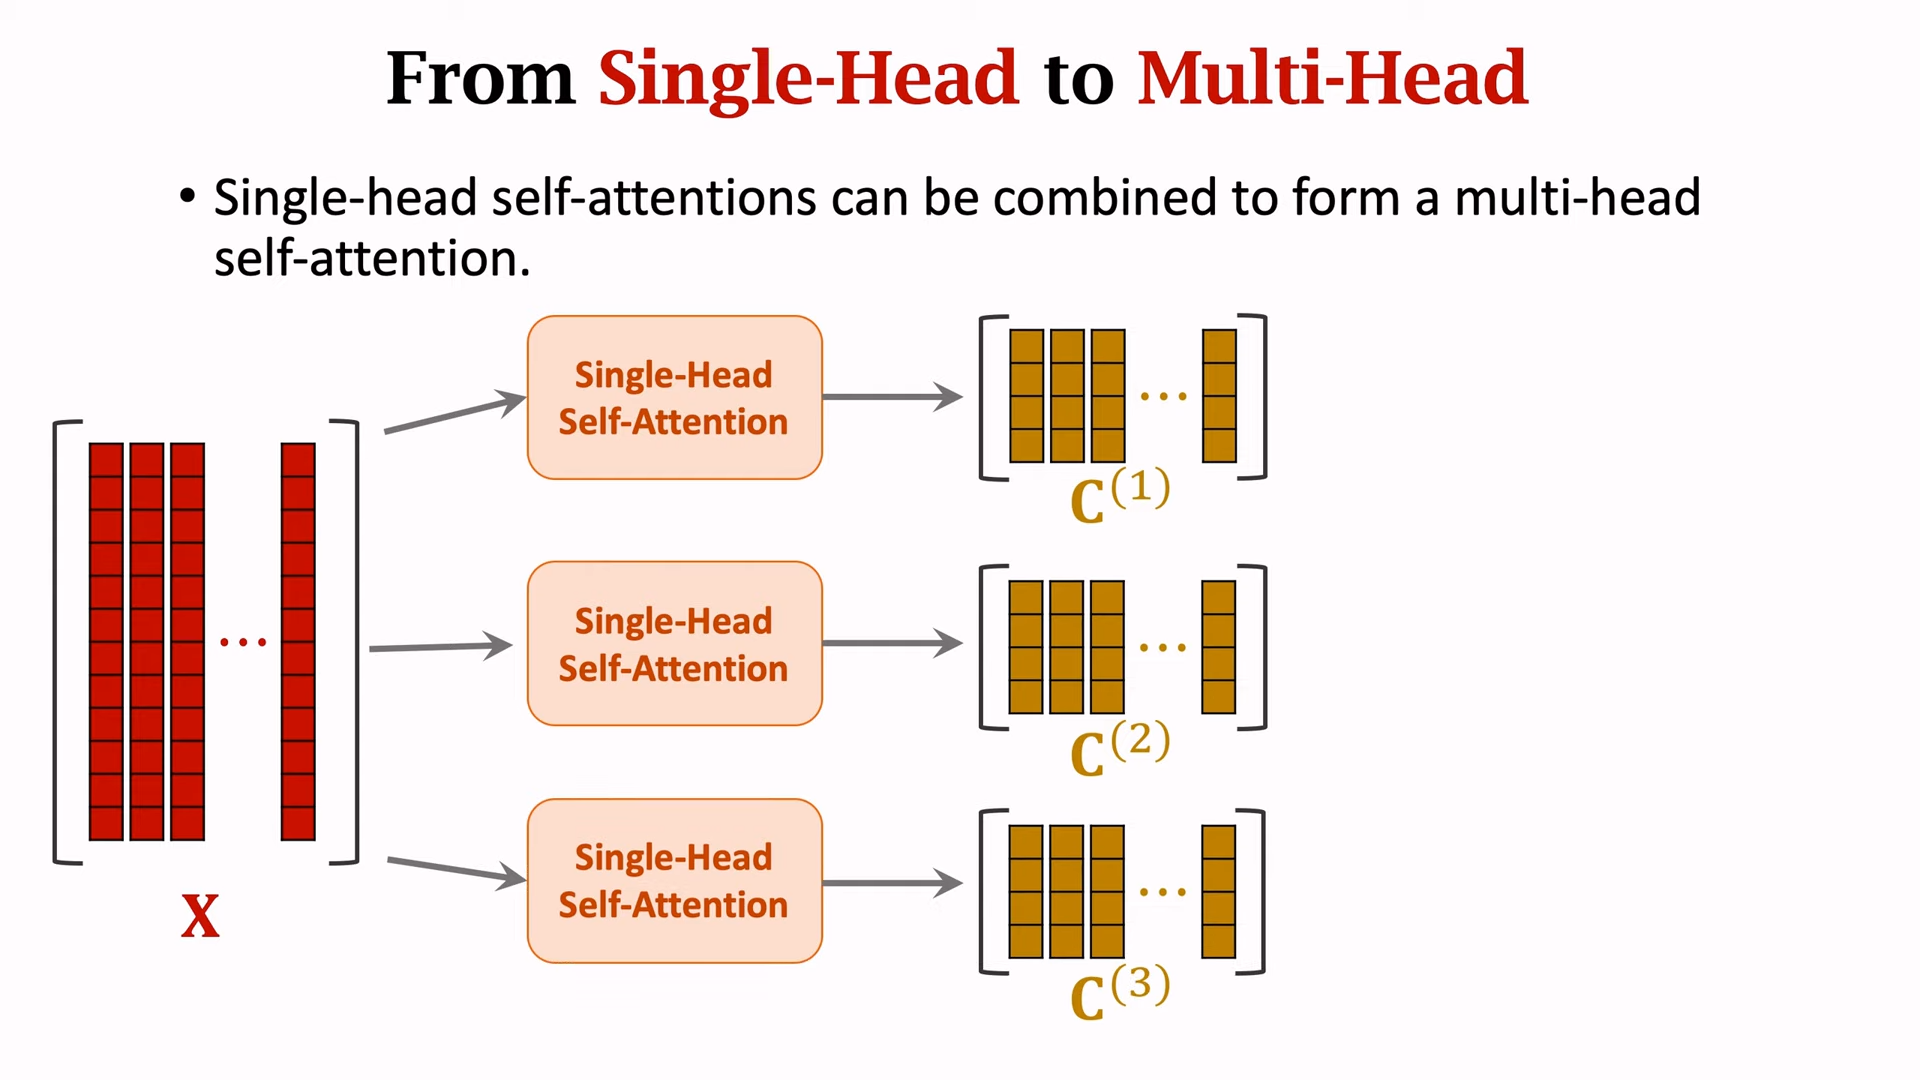 From Single-Head to Multi-Head
• Single-head self-attentions can be combined to form a multi-head
self-attention.
Single-Head
Self-Attention
C⁽¹⁾
Single-Head
Self-Attention
C⁽²⁾
Single-Head
Self-Attention
C⁽³⁾
X